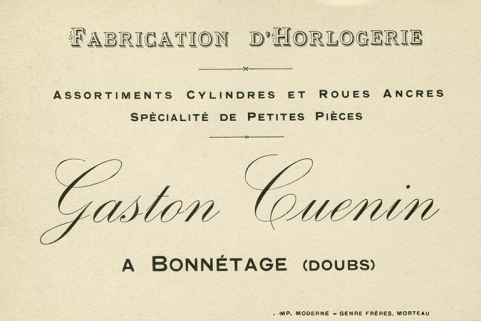 FABRICATION D'HORLOGERIE
ASSORTIMENTS CYLINDRES ET ROUES ANCRES
SPÉCIALITÉ DE PETITES PIÈCES
Gaston Cuenin
A BONNÉTAGE (DOUBS)
MP. MODERNE – GENRE FRÈRES, MORTEAU